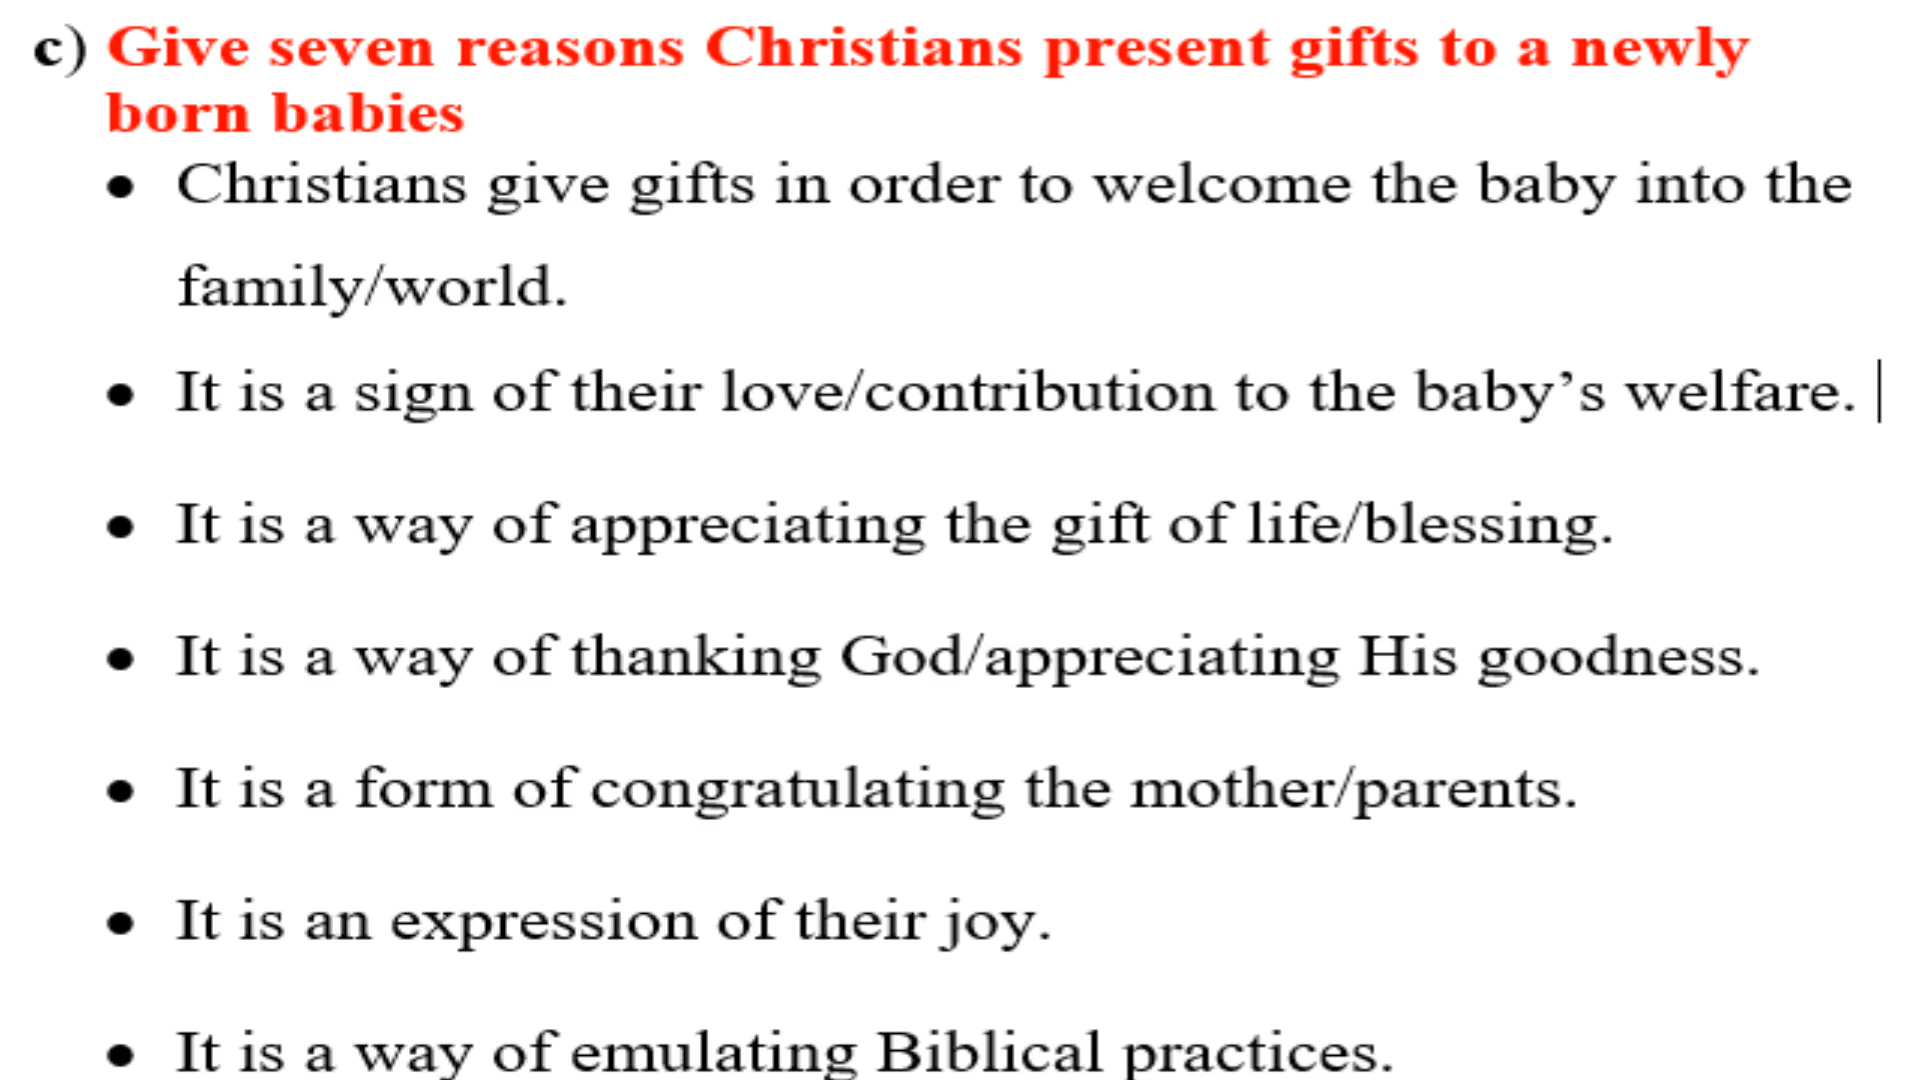 c) Give seven reasons Christians present gifts to a newly
born babies
● Christians give gifts in order to welcome the baby into the
family/world.
● It is a sign of their love/contribution to the baby’s welfare.
● It is a way of appreciating the gift of life/blessing.
● It is a way of thanking God/appreciating His goodness.
● It is a form of congratulating the mother/parents.
● It is an expression of their joy.
● It is a way of emulating Biblical practices.